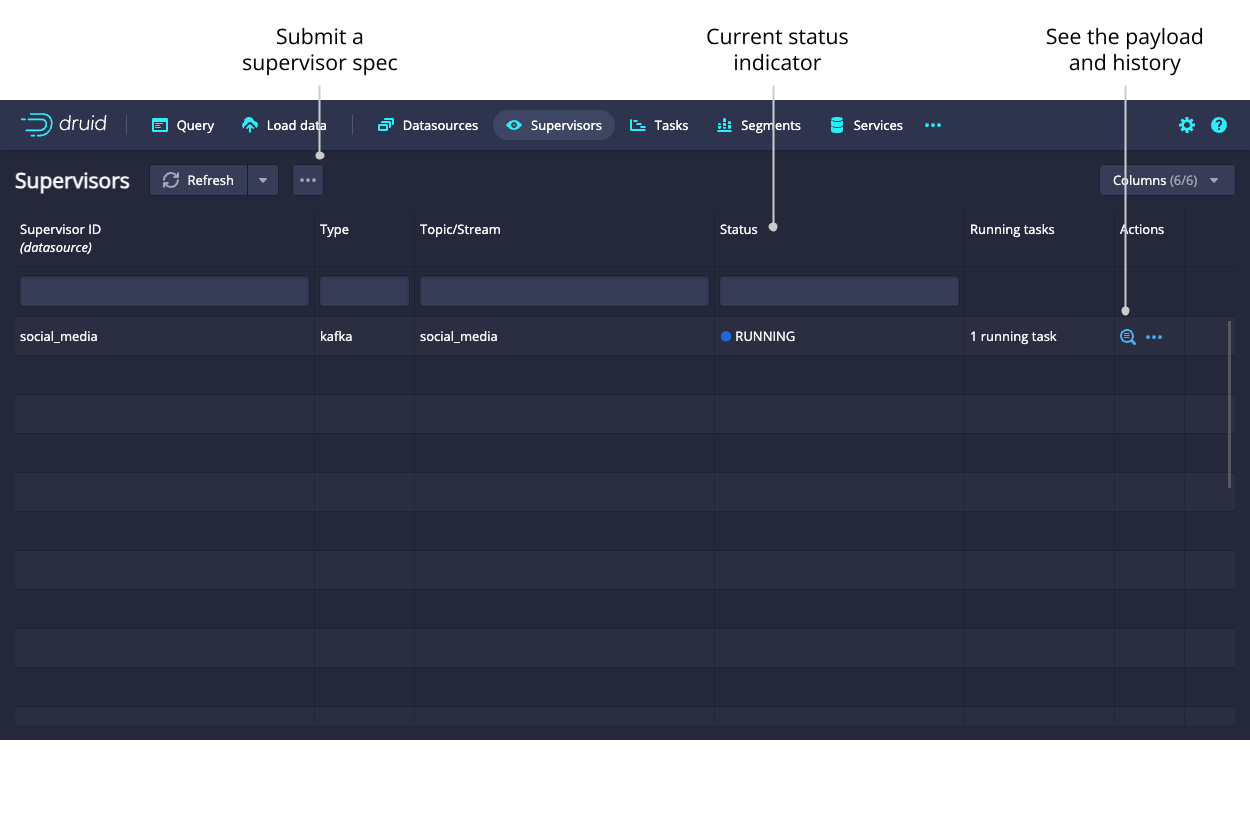 Submit a
supervisor spec
Current status
indicator
See the payload
and history
druid
Query
Load data
Datasources
Supervisors
Tasks
Segments
Services
Supervisors
Refresh
Columns (6/6)
Supervisor ID
(datasource)
Type
Topic/Stream
Status
Running tasks
Actions
social_media
kafka
social_media
RUNNING
1 running task